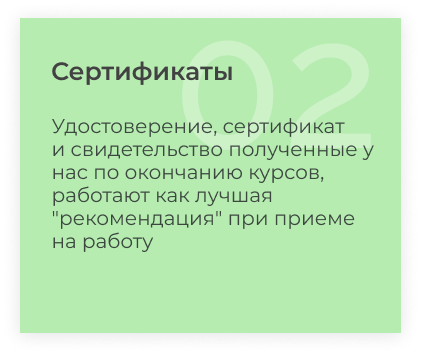 02
Сертификаты
Удостоверение, сертификат
и свидетельство полученные у
нас по окончанию курсов,
работают как лучшая
"рекомендация" при приеме
на работу